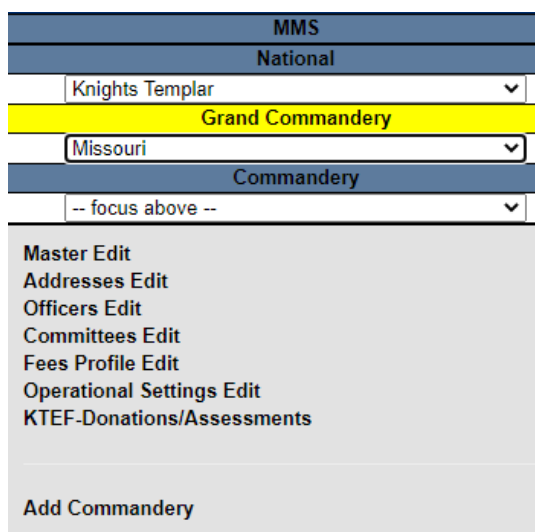 MMS
National
Knights Templar
Grand Commandery
Missouri
Commandery
-- focus above --
Master Edit
Addresses Edit
Officers Edit
Committees Edit
Fees Profile Edit
Operational Settings Edit
KTEF-Donations/Assessments
Add Commandery